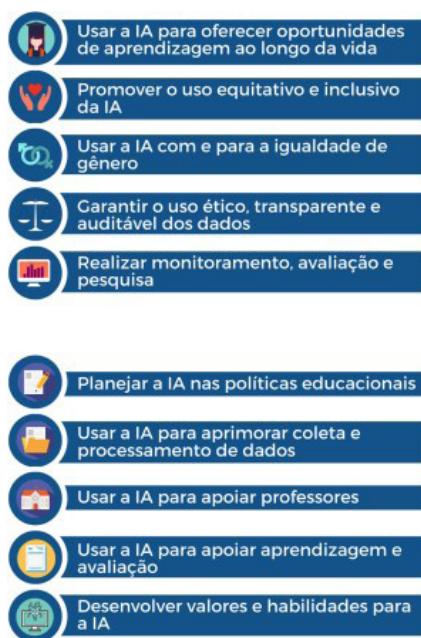 Usar a IA para oferecer oportunidades
de aprendizagem ao longo da vida
Promover o uso equitativo e inclusivo
da IA
Usar a IA com e para a igualdade de
gênero
Garantir o uso ético, transparente e
auditável dos dados
Realizar monitoramento, avaliação e
pesquisa
Planejar a IA nas políticas educacionais
Usar a IA para aprimorar coleta e
processamento de dados
Usar a IA para apoiar professores
Usar a IA para apoiar aprendizagem e
avaliação
Desenvolver valores e habilidades para
a IA